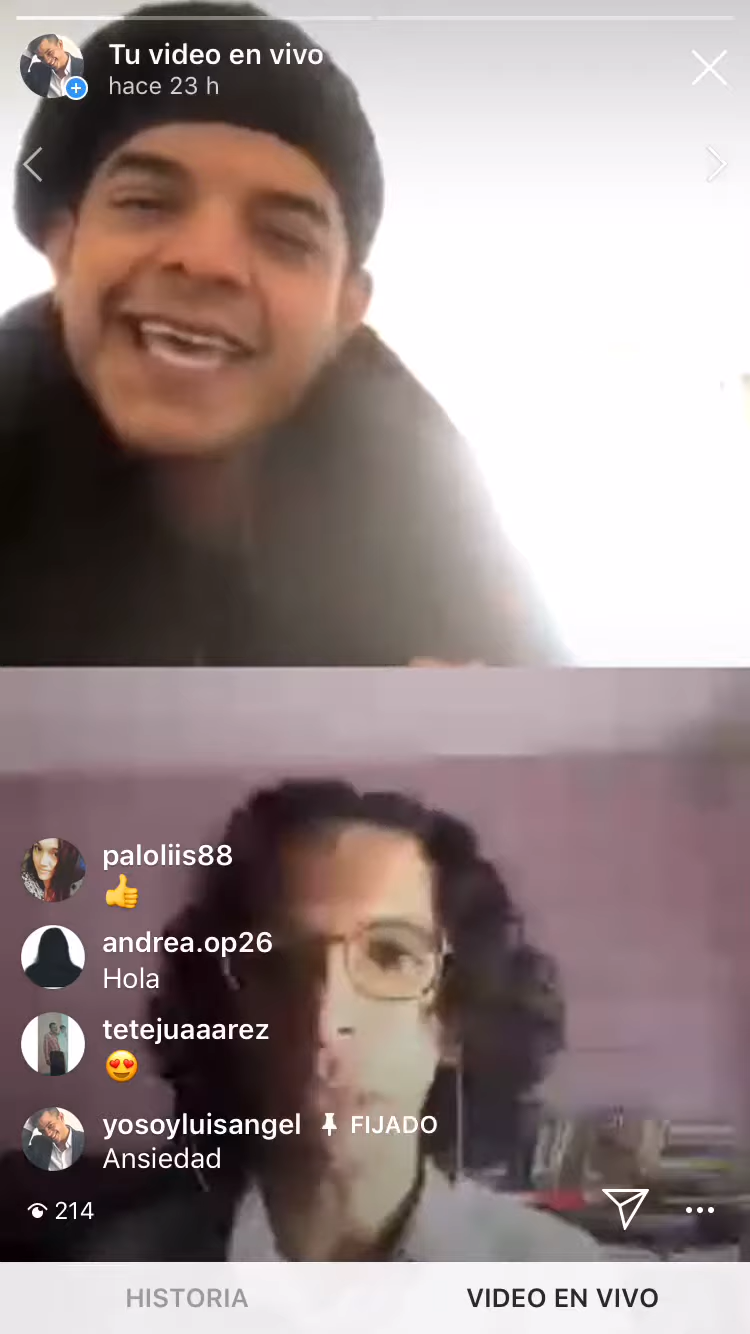 Tu video en vivo
hace 23 h
paloliis88
👍
andrea.op26
Hola
tetejuaaarez
😍
yosoyluisangel FIJADO
Ansiedad
214
HISTORIA VIDEO EN VIVO